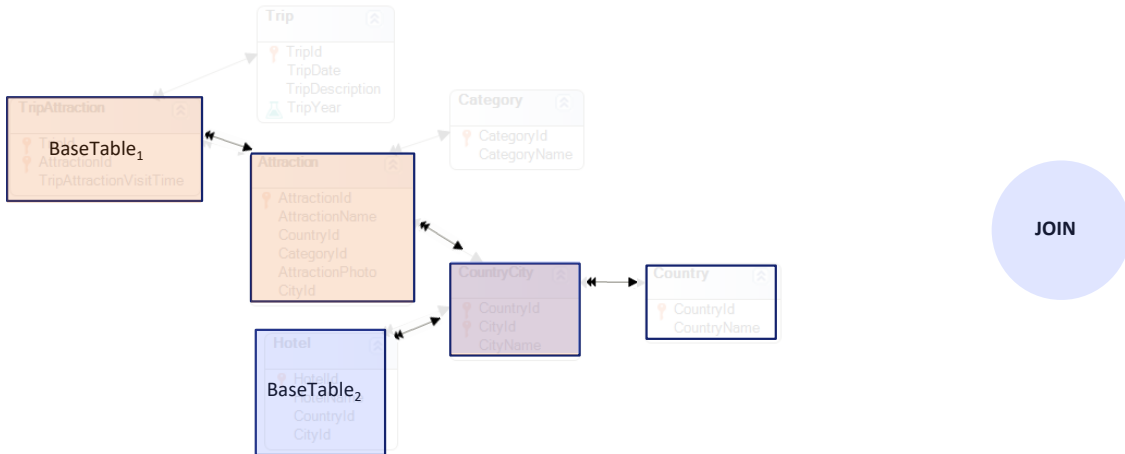 Trip
TripId
TripDate
TripDescription
TripYear
TripAttraction
BaseTable1
AttractionId
TripAttractionVisitTime
Category
CategoryId
CategoryName
Attraction
AttractionId
AttractionName
CountryId
CategoryId
AttractionPhoto
CityId
JOIN
CountryCity
CountryId
CityId
CityName
Country
CountryId
CountryName
Hotel
HotelId
BaseTable2
CountryId
CityId